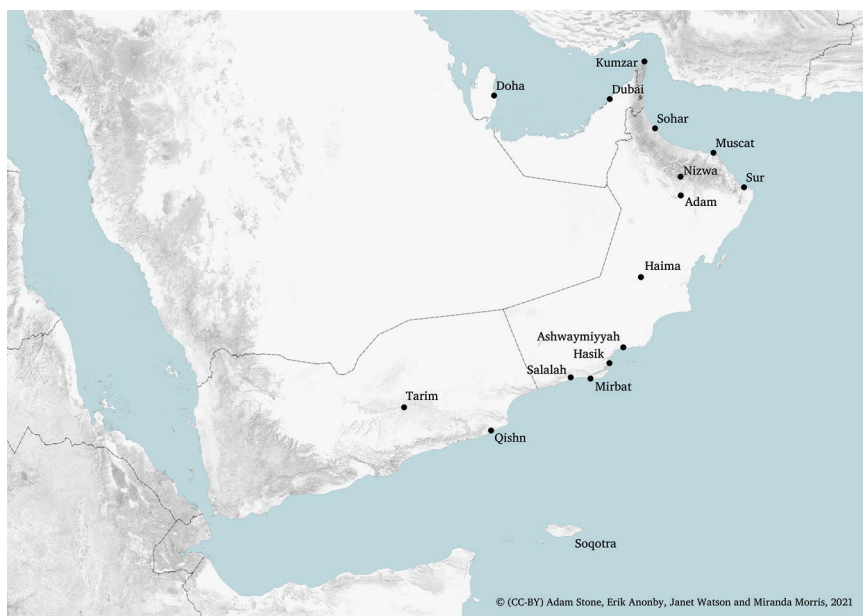 Kumzar
Doha
Dubai
Sohar
Muscat
Nizwa
Sur
Adam
Haima
Ashwaymiyyah
Hasik
Salalah
Mirbat
Tarim
Qishn
Soqotra
© (CC-BY) Adam Stone, Erik Anonby, Janet Watson and Miranda Morris, 2021